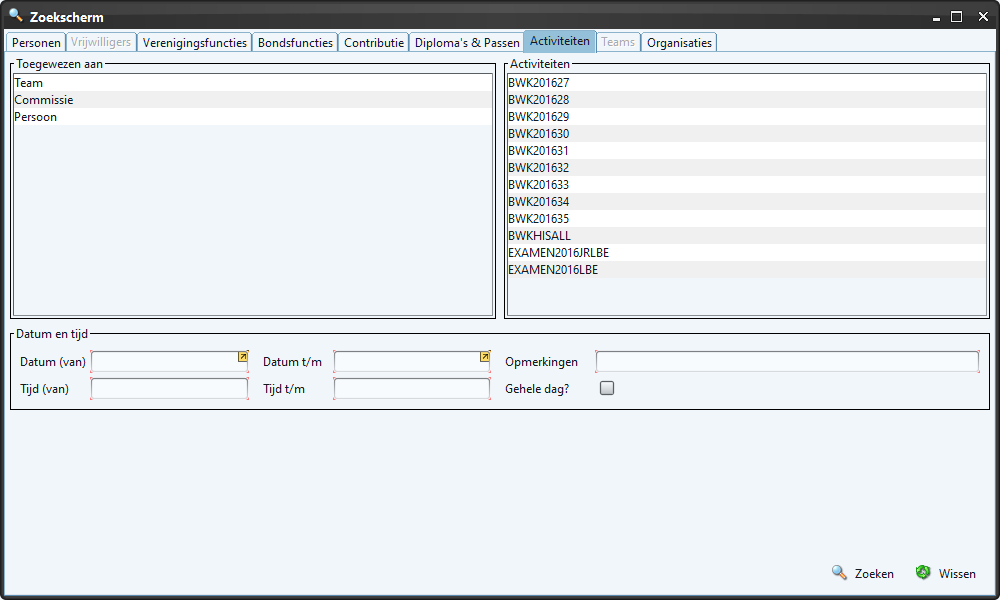 Zoekscherm
Personen Vrijwilligers Verenigingsfuncties Bondsfuncties Contributie Diploma's & Passen Activiteiten Teams Organisaties
Toegewezen aan
Team
Commissie
Persoon
Activiteiten
BWK201627
BWK201628
BWK201629
BWK201630
BWK201631
BWK201632
BWK201633
BWK201634
BWK201635
BWKHISALL
EXAMEN2016JRLBE
EXAMEN2016LBE
Datum en tijd
Datum (van) Datum t/m Opmerkingen
Tijd (van) Tijd t/m Gehele dag?
Zoeken Wissen